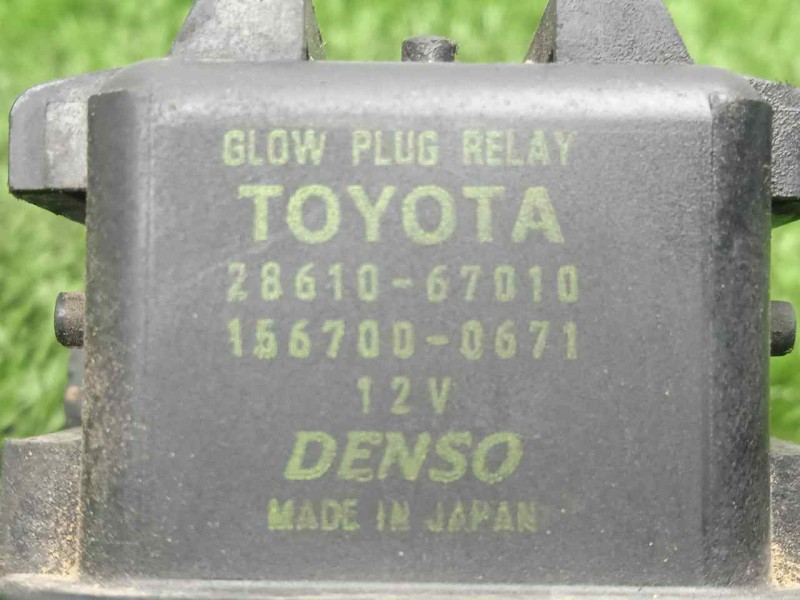 GLOW PLUG RELAY
TOYOTA
28610-67010
156700-0671
12V
DENSO
MADE IN JAPAN